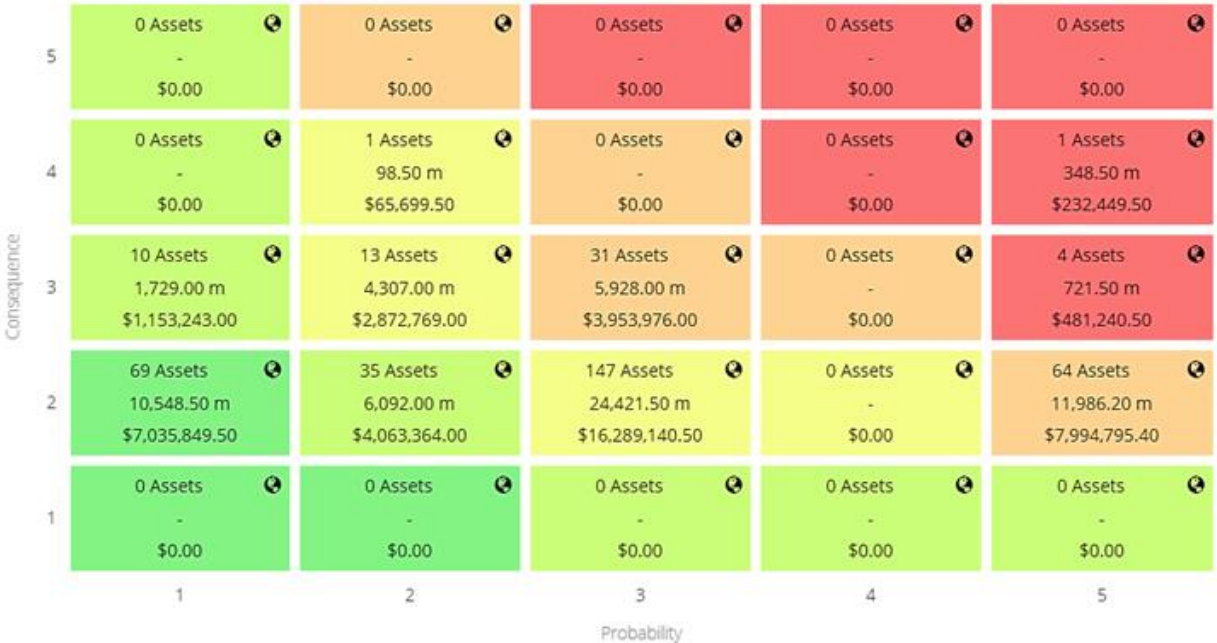 0 Assets 0 Assets 0 Assets 0 Assets 0 Assets
5 - - - - -
$0.00 $0.00 $0.00 $0.00 $0.00
0 Assets 1 Assets 0 Assets 0 Assets 1 Assets
4 - 98.50 m - - 348.50 m
$0.00 $65,699.50 $0.00 $0.00 $232,449.50
Consequence
10 Assets 13 Assets 31 Assets 0 Assets 4 Assets
3 1,729.00 m 4,307.00 m 5,928.00 m - 721.50 m
$1,153,243.00 $2,872,769.00 $3,953,976.00 $0.00 $481,240.50
69 Assets 35 Assets 147 Assets 0 Assets 64 Assets
2 10,548.50 m 6,092.00 m 24,421.50 m - 11,986.20 m
$7,035,849.50 $4,063,364.00 $16,289,140.50 $0.00 $7,994,795.40
0 Assets 0 Assets 0 Assets 0 Assets 0 Assets
1 - - - - -
$0.00 $0.00 $0.00 $0.00 $0.00
1 2 3 4 5
Probability